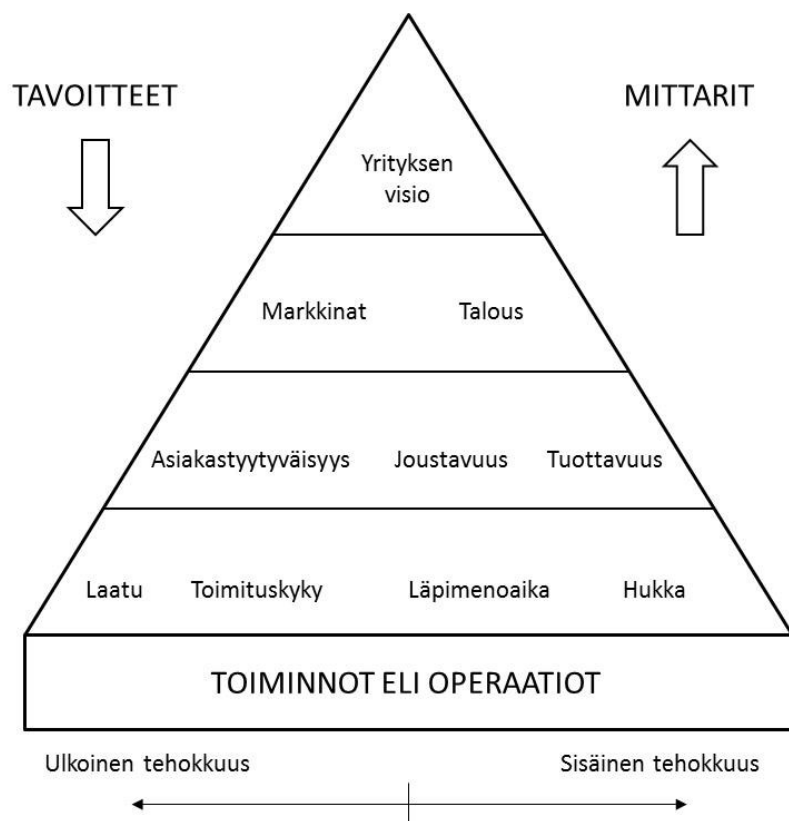 TAVOITTEET
MITTARIT
Yrityksen
visio
Markkinat Talous
Asiakastyytyväisyys Joustavuus Tuottavuus
Laatu Toimituskyky Läpimenoaika Hukka
TOIMINNOT ELI OPERAATIOT
Ulkoinen tehokkuus Sisäinen tehokkuus